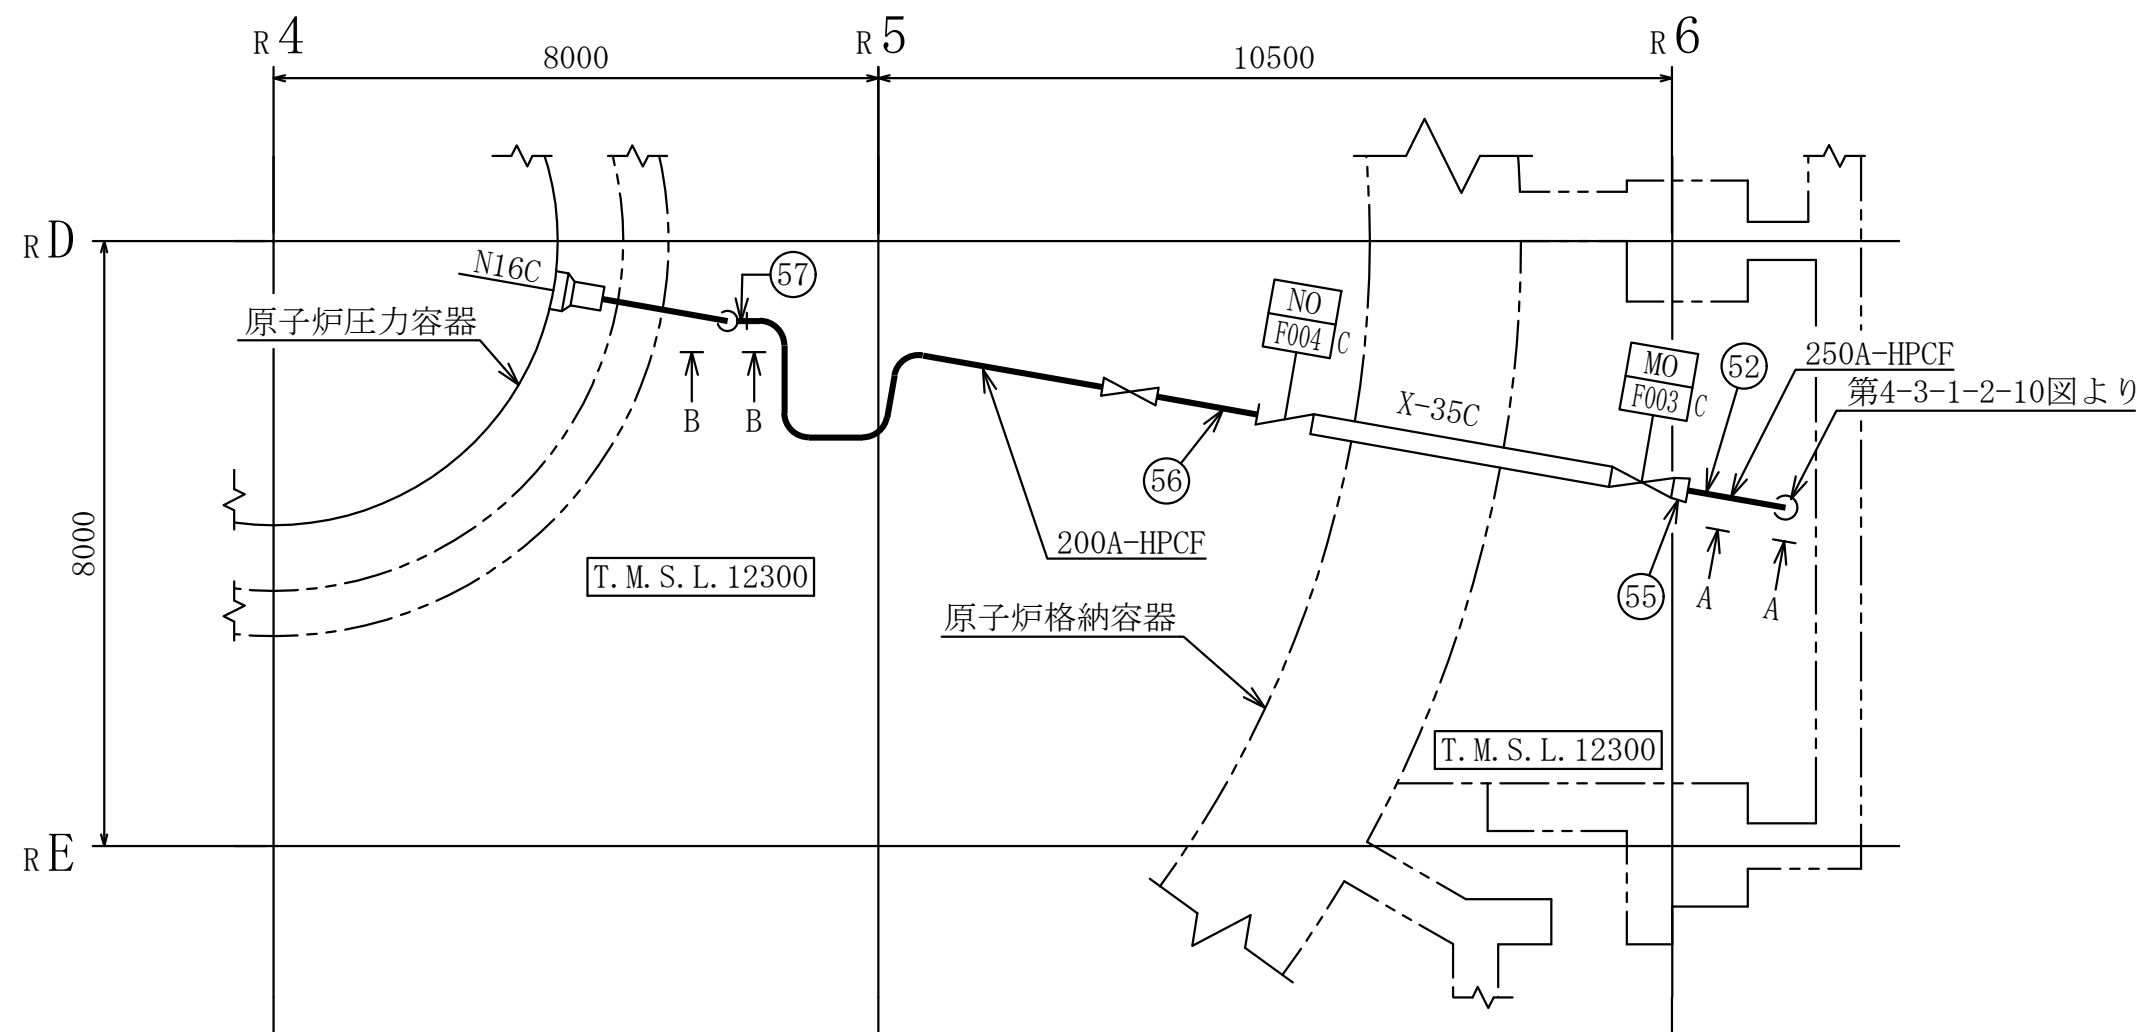 R4
R5
R6
8000
10500
RD
N16C
57
原子炉圧力容器
NO
F004 C
MO
F003 C
52
250A-HPCF
第4-3-1-2-10図より
X-35C
B
B
56
200A-HPCF
8000
T.M.S.L.12300
55
A
A
原子炉格納容器
T.M.S.L.12300
RE